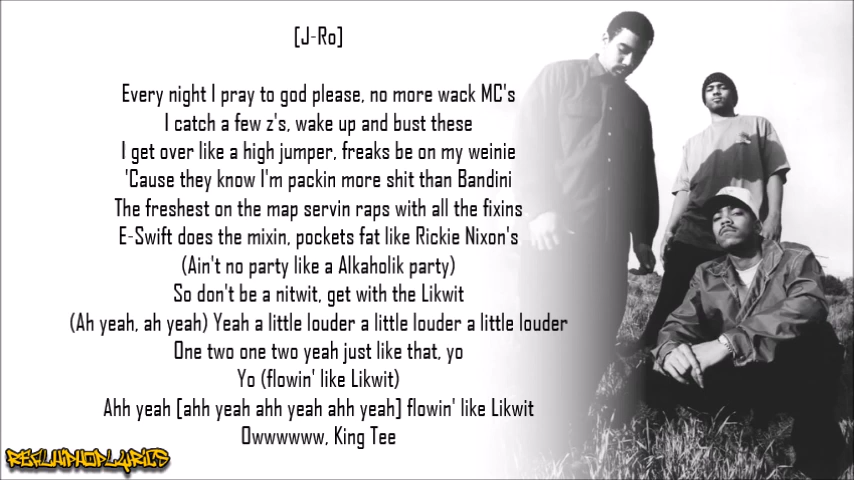 [J-Ro]
Every night I pray to god please, no more wack MC's
I catch a few z's, wake up and bust these
I get over like a high jumper, freaks be on my weinie
'Cause they know I'm packin more shit than Bandini
The freshest on the map servin raps with all the fixins
E-Swift does the mixin, pockets fat like Rickie Nixon's
(Ain't no party like a Alkaholik party)
So don't be a nitwit, get with the Likwit
(Ah yeah, ah yeah) Yeah a little louder a little louder a little louder
One two one two yeah just like that, yo
Yo (flowin' like Likwit)
Ahh yeah [ahh yeah ahh yeah ahh yeah] flowin' like Likwit
Owwwwww, King Tee
REALHIPHOPLYRICS